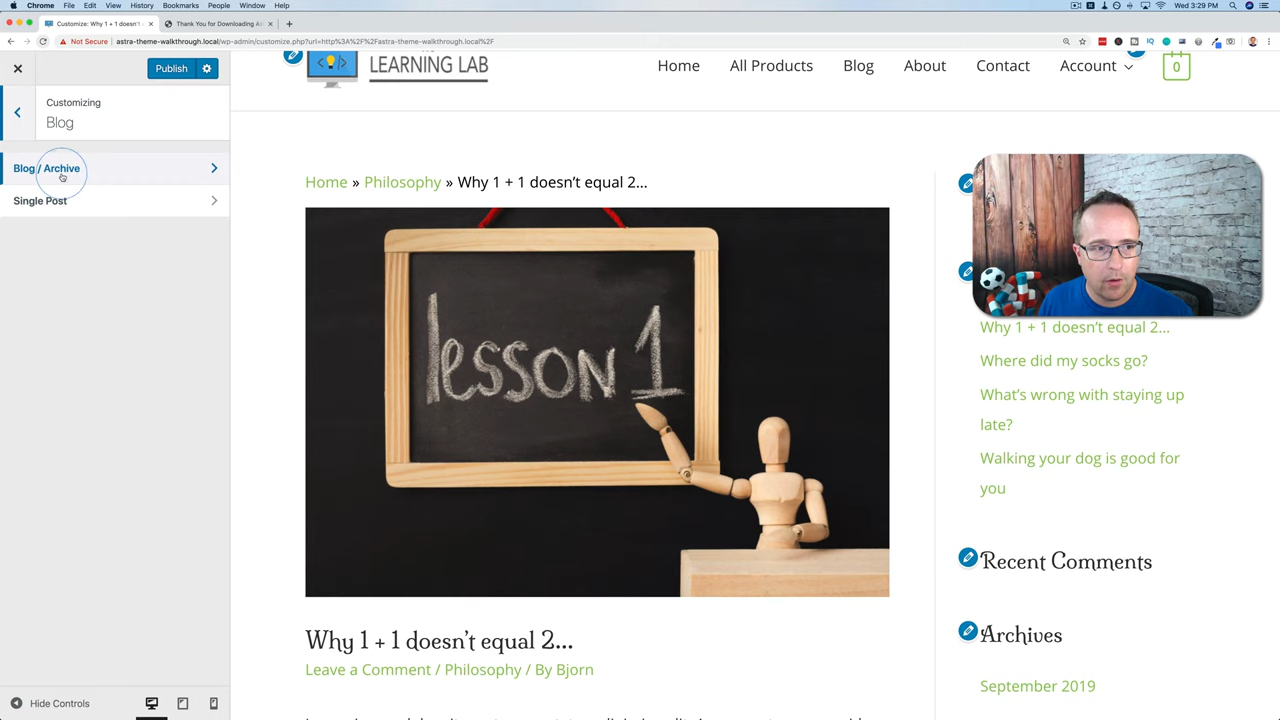 Chrome File Edit View History Bookmarks People Window Help
Wed 3:29 PM
Customize: Why 1 + 1 doesn't
Thank You for Downloading As
Not Secure | astra-theme-walkthrough.local/wp-admin/customize.php?url=http%3A%2F%2Fastra-theme-walkthrough.local%2F
Publish
Customizing
Blog
Blog / Archive
Single Post
Hide Controls
LEARNING LAB
Home All Products Blog About Contact Account 0
Home » Philosophy » Why 1 + 1 doesn't equal 2...
lesson 1
Why 1 + 1 doesn't equal 2...
Leave a Comment / Philosophy / By Bjorn
Why 1 + 1 doesn't equal 2...
Where did my socks go?
What's wrong with staying up
late?
Walking your dog is good for
you
Recent Comments
Archives
September 2019